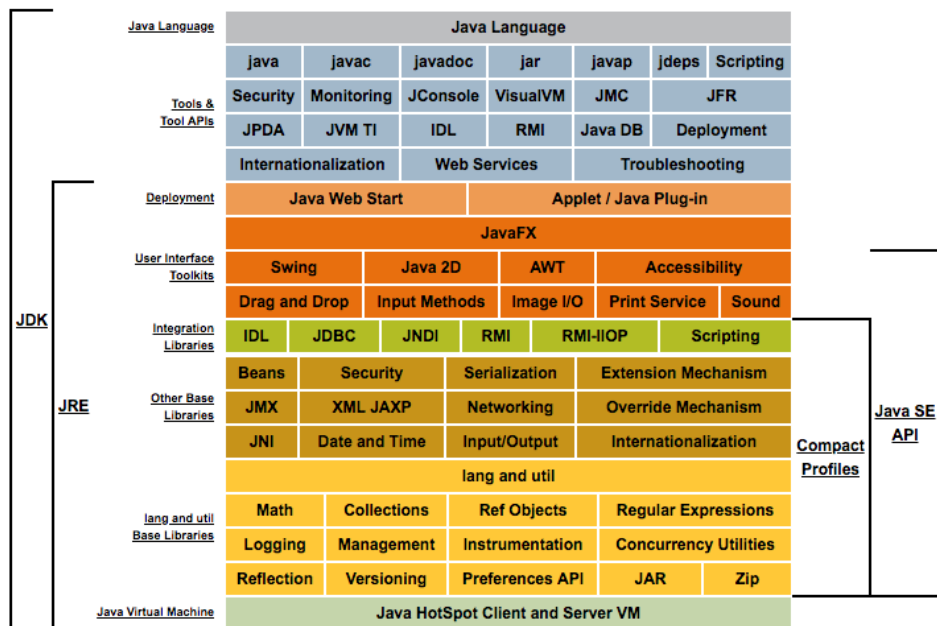 Java Language Java Language
java javac javadoc jar javap jdeps Scripting
Tools & Tool APIs
Security Monitoring JConsole VisualVM JMC JFR
JPDA JVM TI IDL RMI Java DB Deployment
Internationalization Web Services Troubleshooting
Deployment Java Web Start Applet / Java Plug-in
JavaFX
User Interface Toolkits
Swing Java 2D AWT Accessibility
Drag and Drop Input Methods Image I/O Print Service Sound
Integration Libraries
IDL JDBC JNDI RMI RMI-IIOP Scripting
JDK
JRE
Other Base Libraries
Beans Security Serialization Extension Mechanism
JMX XML JAXP Networking Override Mechanism
JNI Date and Time Input/Output Internationalization
Java SE API
Compact Profiles
lang and util
lang and util Base Libraries
Math Collections Ref Objects Regular Expressions
Logging Management Instrumentation Concurrency Utilities
Reflection Versioning Preferences API JAR Zip
Java Virtual Machine Java HotSpot Client and Server VM